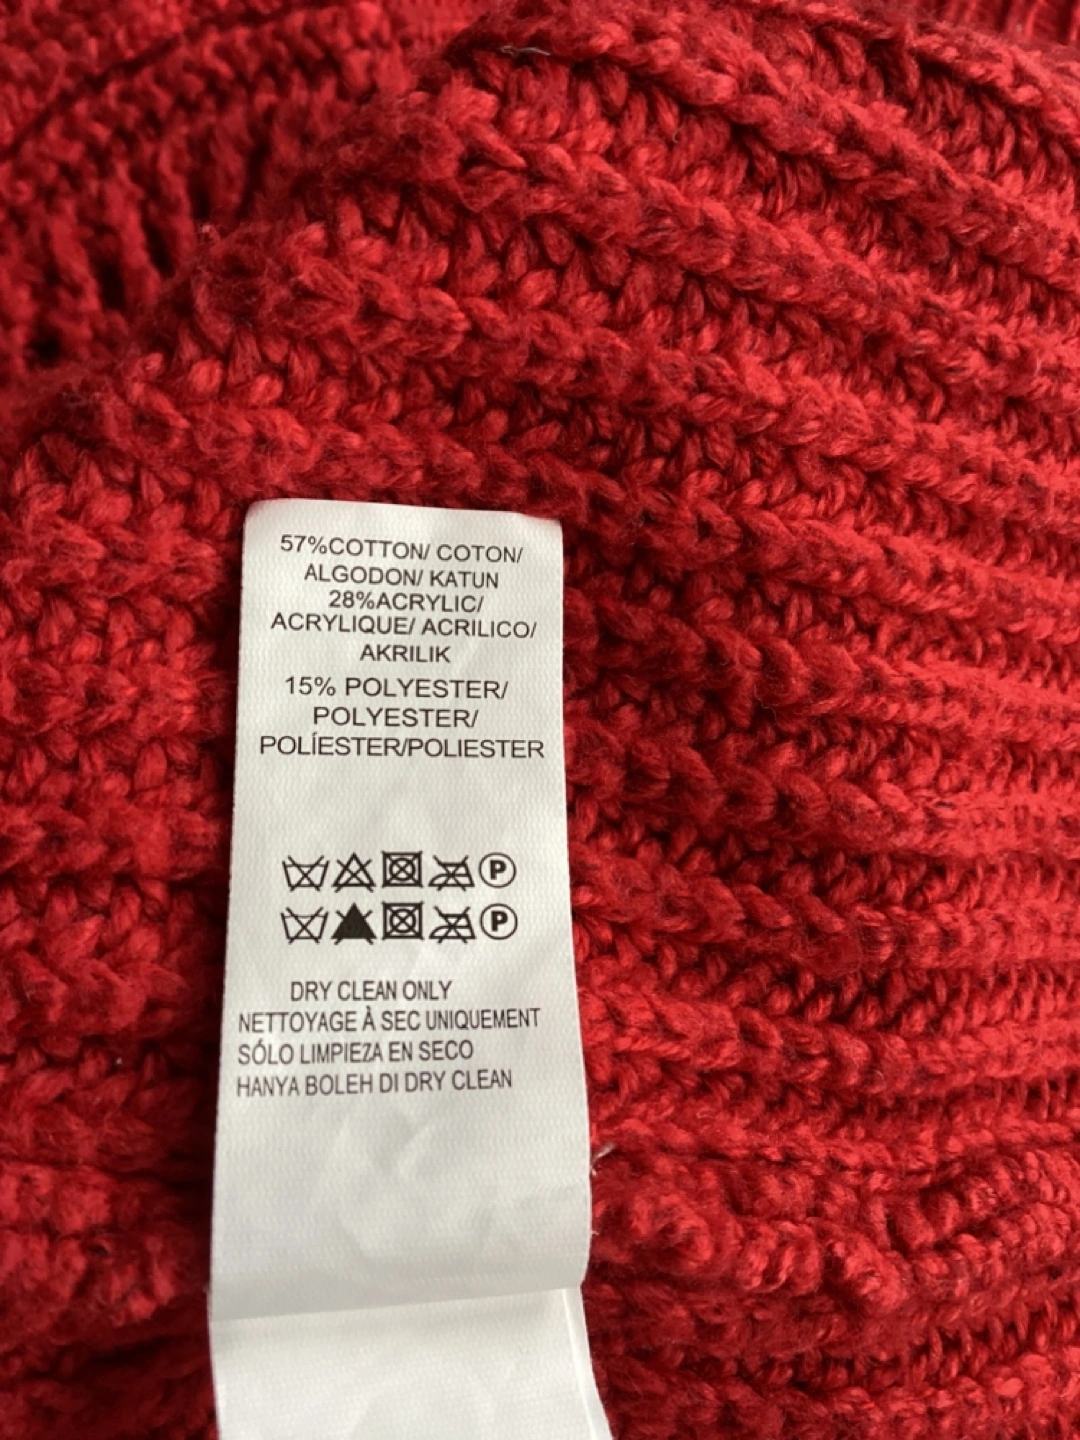 57%COTTON/ COTON/
ALGODON/ KATUN
28%ACRYLIC/
ACRYLIQUE/ ACRILICO/
AKRILIK
15% POLYESTER/
POLYESTER/
POLÍESTER/POLIESTER
P
P
DRY CLEAN ONLY
NETTOYAGE À SEC UNIQUEMENT
SÓLO LIMPIEZA EN SECO
HANYA BOLEH DI DRY CLEAN